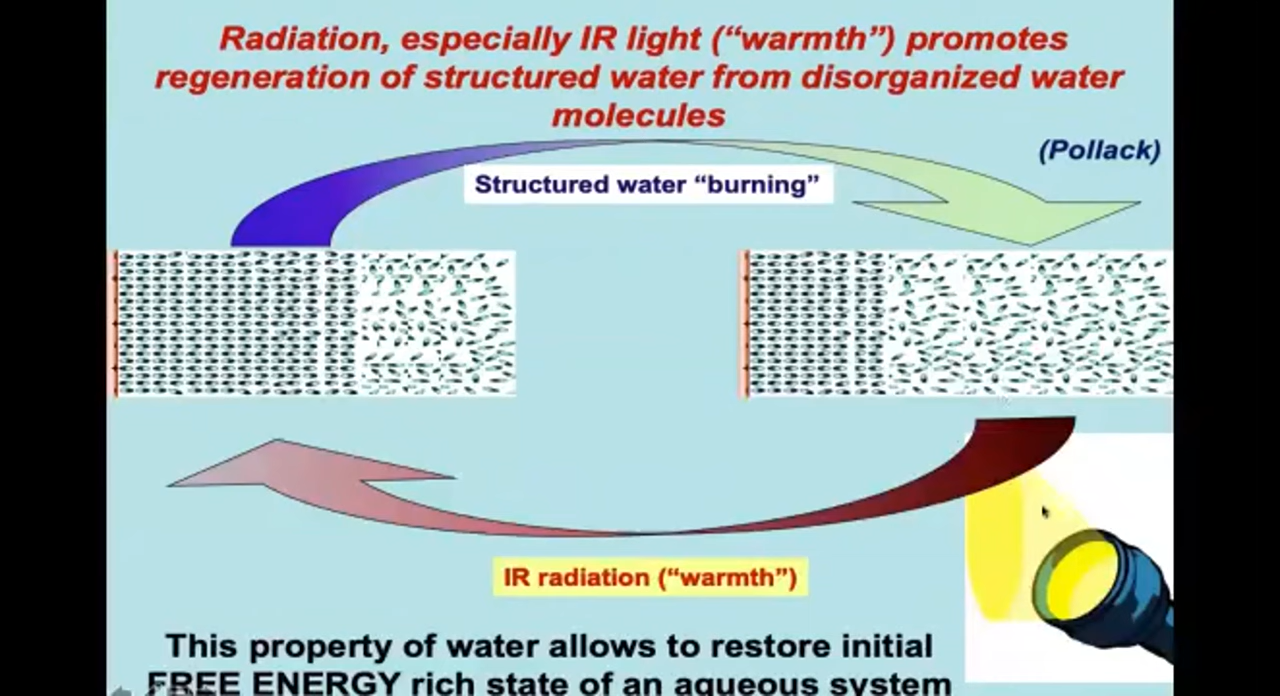 Radiation, especially IR light (“warmth”) promotes
regeneration of structured water from disorganized water
molecules
(Pollack)
Structured water “burning”
IR radiation (“warmth”)
This property of water allows to restore initial
FREE ENERGY rich state of an aqueous system